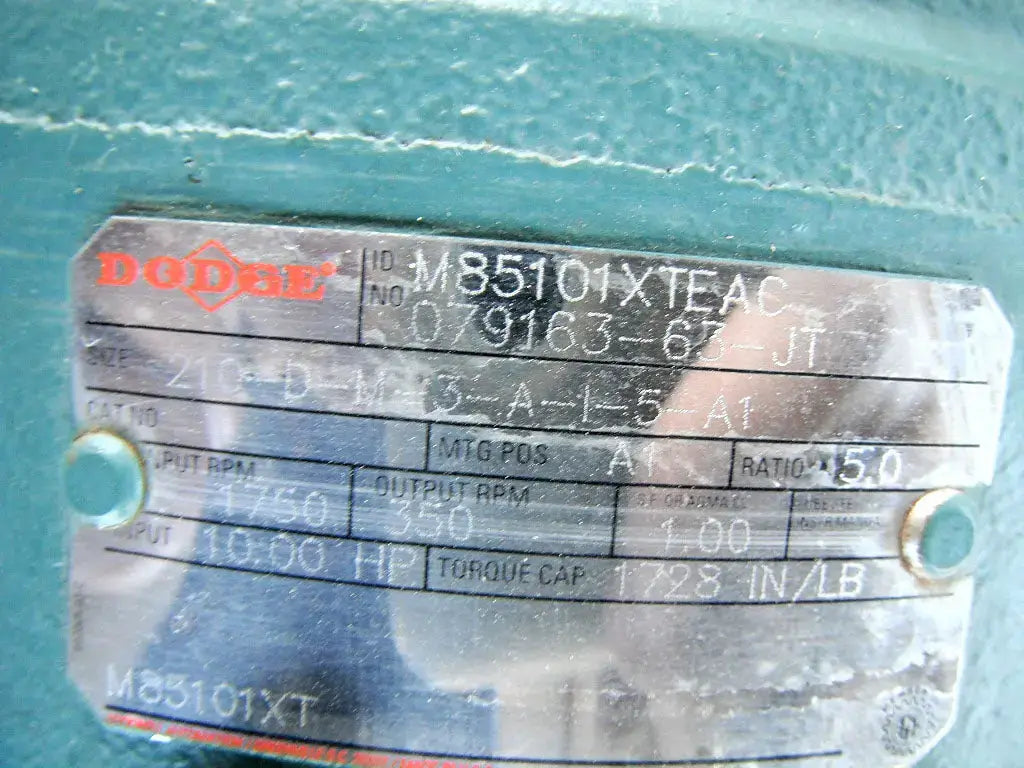 DODGE
ID NO M85101XTEAC
079163-63-JT
SIZE 210-D-M-13-A-1-5-A1
CAT NO MTG POS A1 RATIO 5.0
INPUT RPM 1750 OUTPUT RPM 350 1.00
INPUT 10.00 HP TORQUE CAP 1728 IN/LB
M85101XT